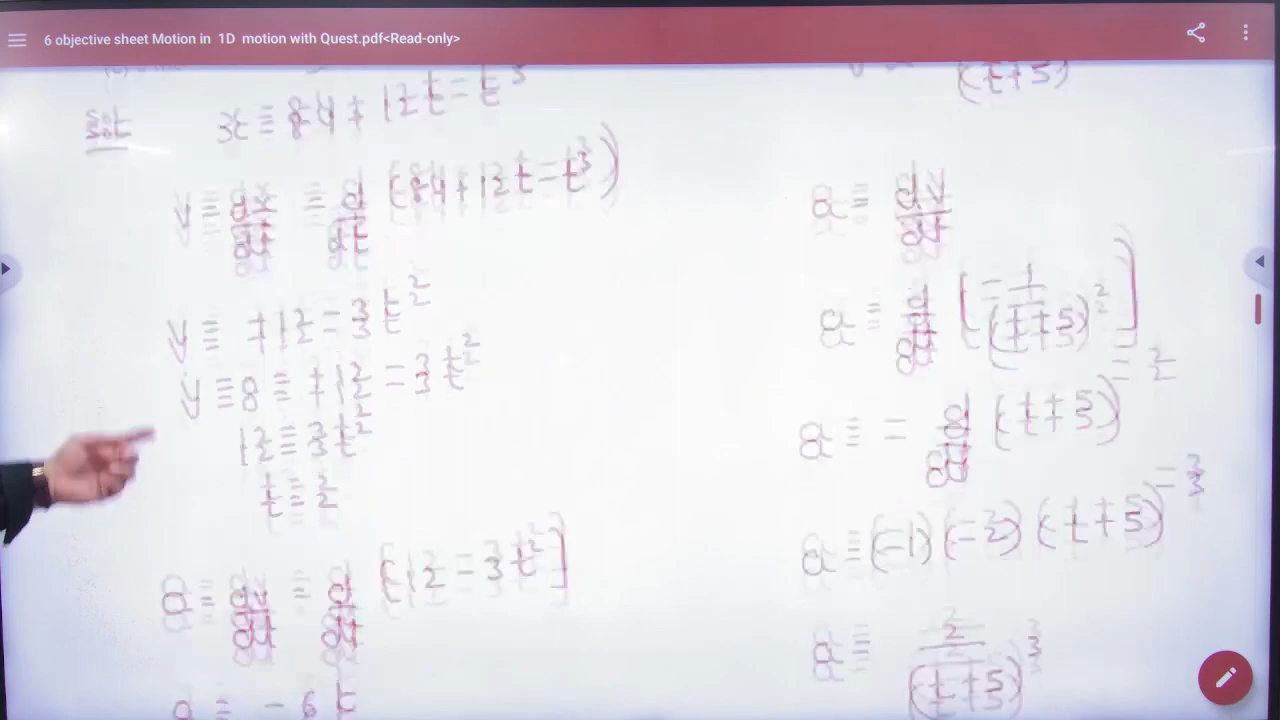 6 objective sheet Motion in 1D motion with Quest.pdf<Read-only>
Sol
x = 84 + 12t - t³
v = dx/dt = d/dt (84+12t-t³)
v = +12 - 3t²
v = 0 = +12 - 3t²
12 = 3t²
t = 2
a = dv/dt = d/dt [12-3t²]
a = -6t
(t+5)
a = dv/dt
a = d/dt [-1/(t+5)²]
a = - d/dt (t+5)⁻²
a = (-1)(-2)(t+5)⁻³
a = 2/(t+5)³